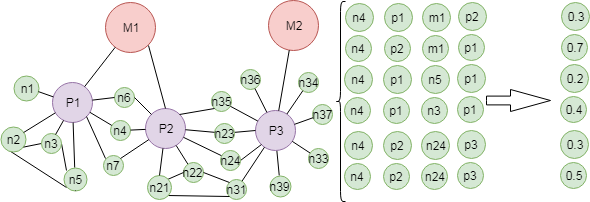 M1 M2
n1 P1 n6 n4 n2 n3 n5 n7
P2 n35 n23 n24 n22 n21 n31
n36 n34 n37 P3 n33 n39
n4 p1 m1 p2 0.3
n4 p2 m1 p1 0.7
n4 p1 n5 p1 0.2
n4 p1 n3 p1 0.4
n4 p2 n24 p3 0.3
n4 p2 n24 p3 0.5